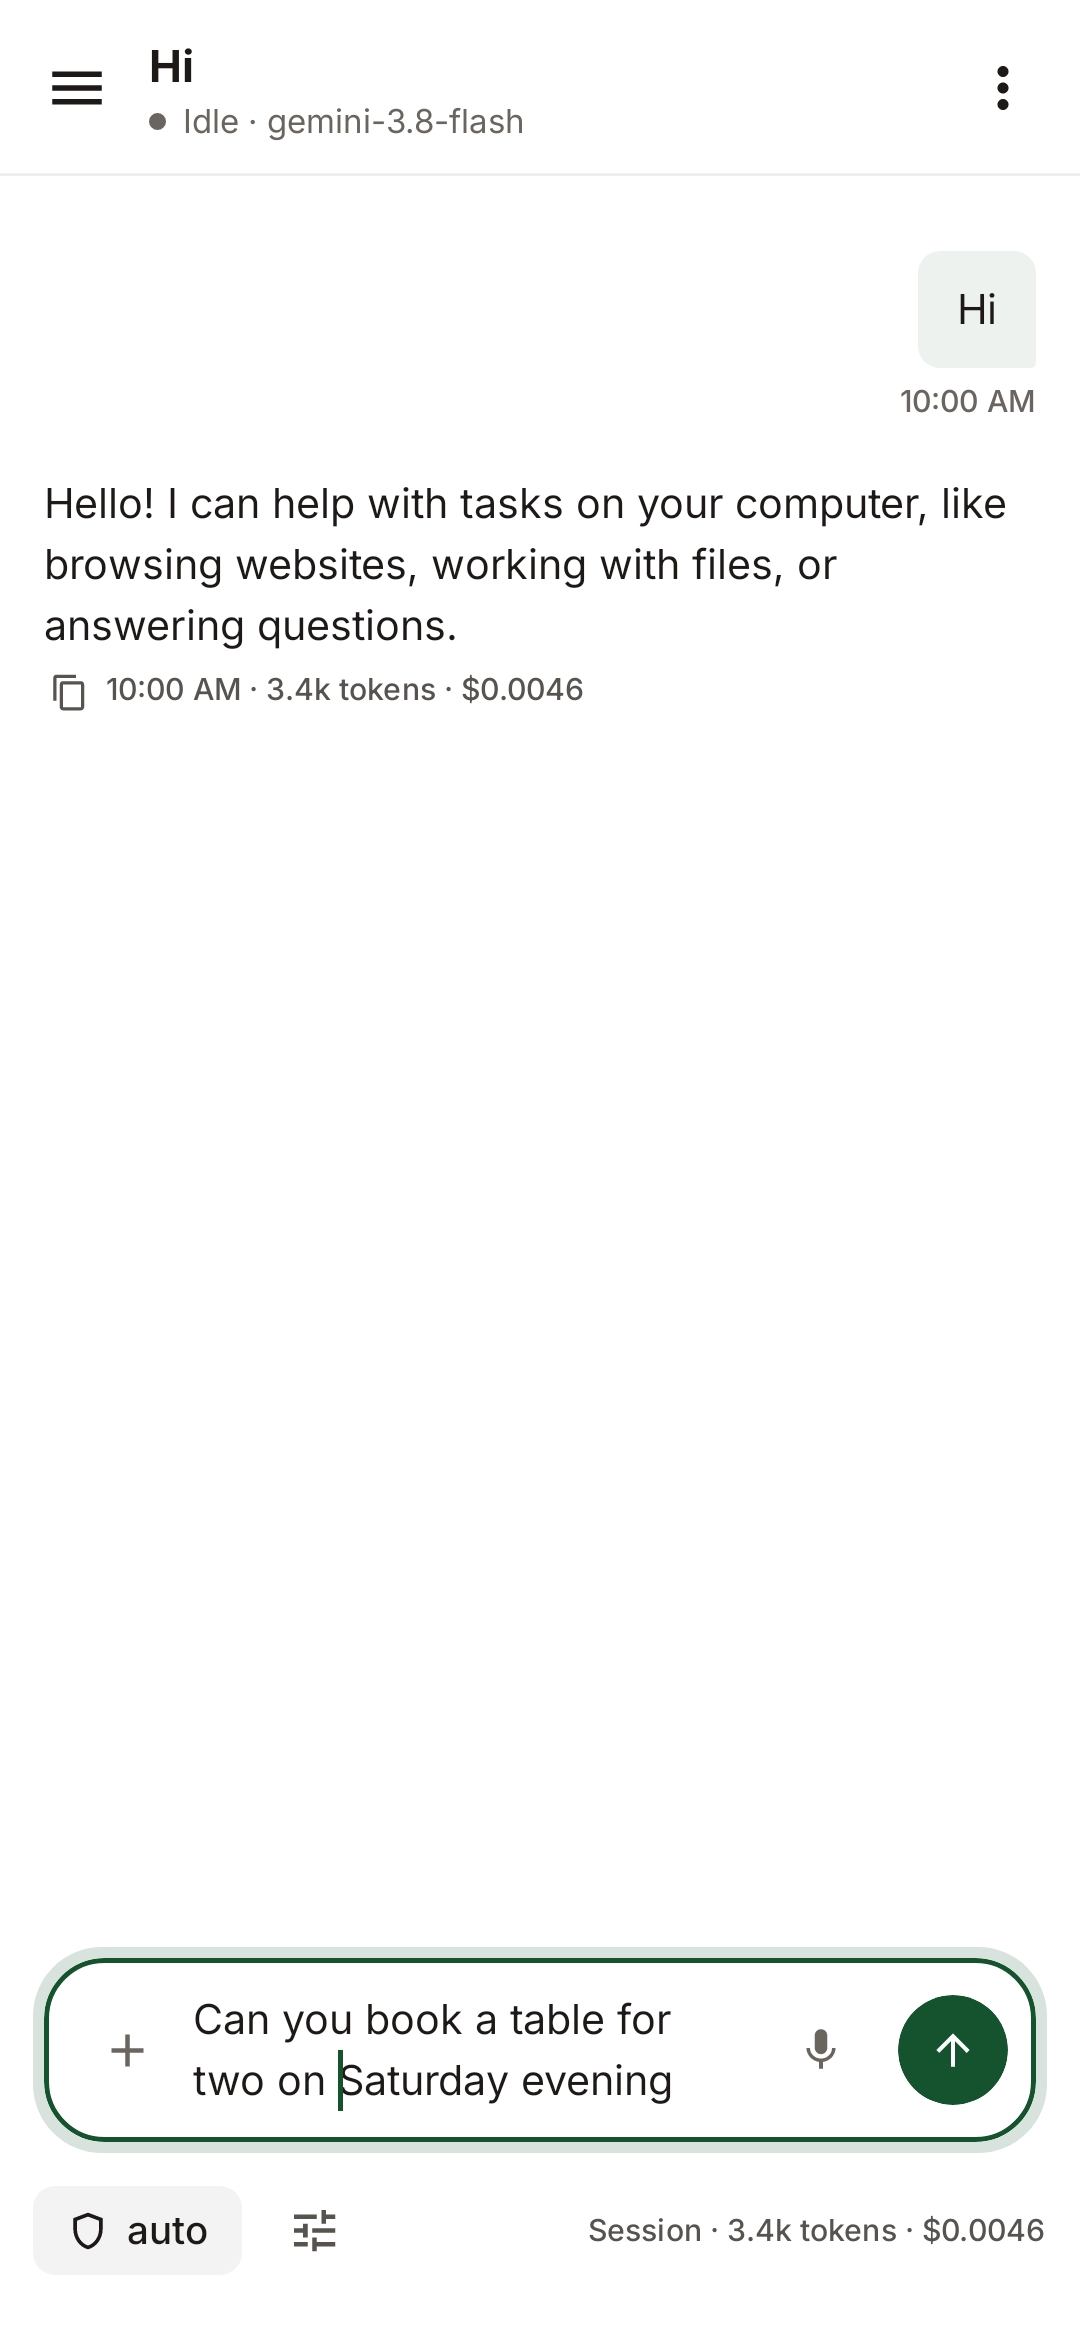 Hi
Idle · gemini-3.8-flash
Hi
10:00 AM
Hello! I can help with tasks on your computer, like
browsing websites, working with files, or
answering questions.
10:00 AM · 3.4k tokens · $0.0046
Can you book a table for
two on Saturday evening
auto
Session · 3.4k tokens · $0.0046